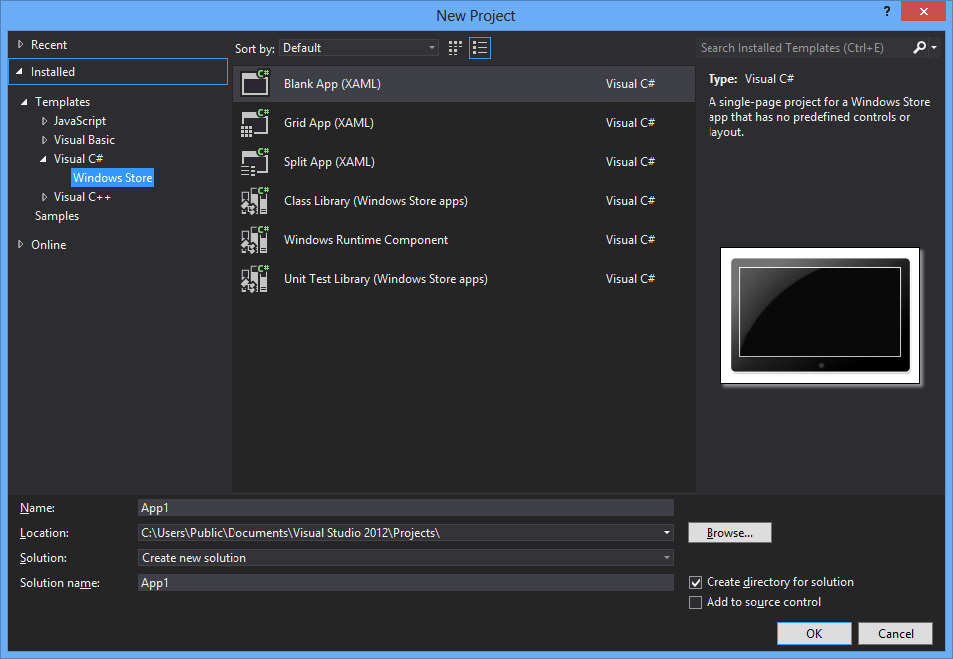 New Project
?
Recent
Installed
Templates
JavaScript
Visual Basic
Visual C#
Windows Store
Visual C++
Samples
Online
Sort by: Default
C# Blank App (XAML) Visual C#
C# Grid App (XAML) Visual C#
C# Split App (XAML) Visual C#
C# Class Library (Windows Store apps) Visual C#
C# Windows Runtime Component Visual C#
C# Unit Test Library (Windows Store apps) Visual C#
Search Installed Templates (Ctrl+E)
Type: Visual C#
A single-page project for a Windows Store
app that has no predefined controls or
layout.
Name: App1
Location: C:\Users\Public\Documents\Visual Studio 2012\Projects\ Browse...
Solution: Create new solution
Solution name: App1
Create directory for solution
Add to source control
OK Cancel